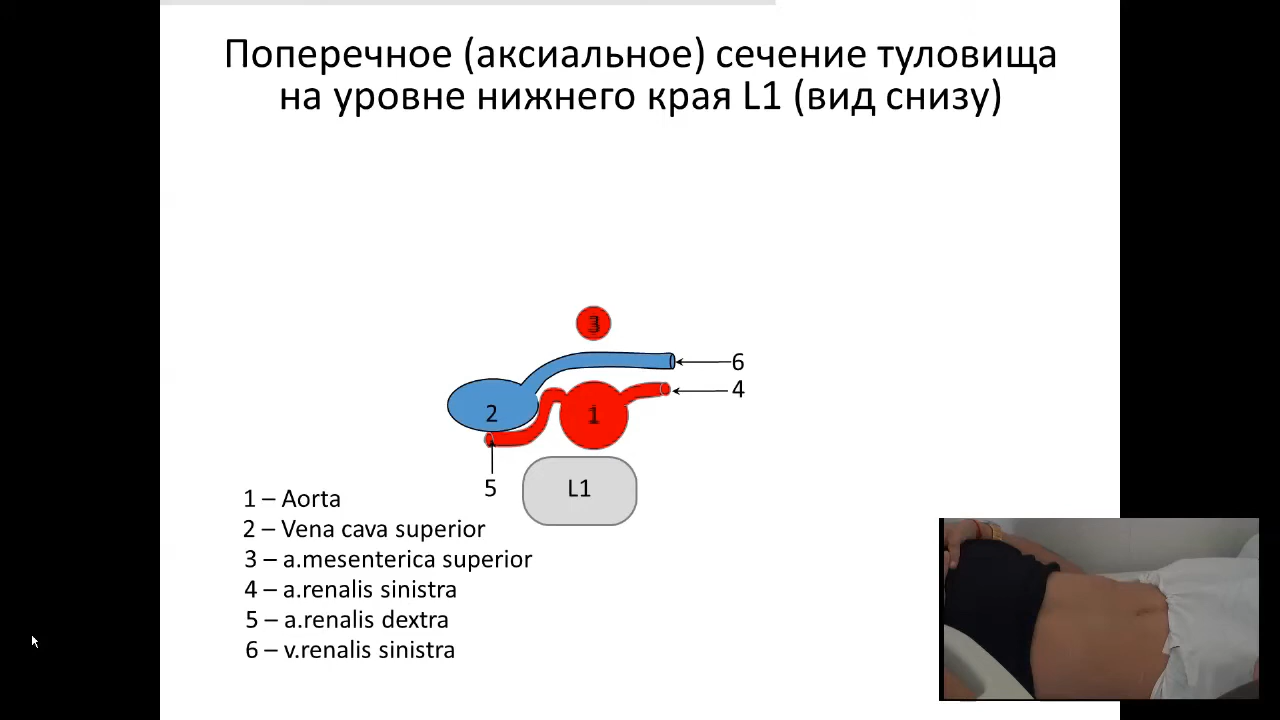 Поперечное (аксиальное) сечение туловища
на уровне нижнего края L1 (вид снизу)
3
6
4
2
1
5
L1
1 – Aorta
2 – Vena cava superior
3 – a.mesenterica superior
4 – a.renalis sinistra
5 – a.renalis dextra
6 – v.renalis sinistra